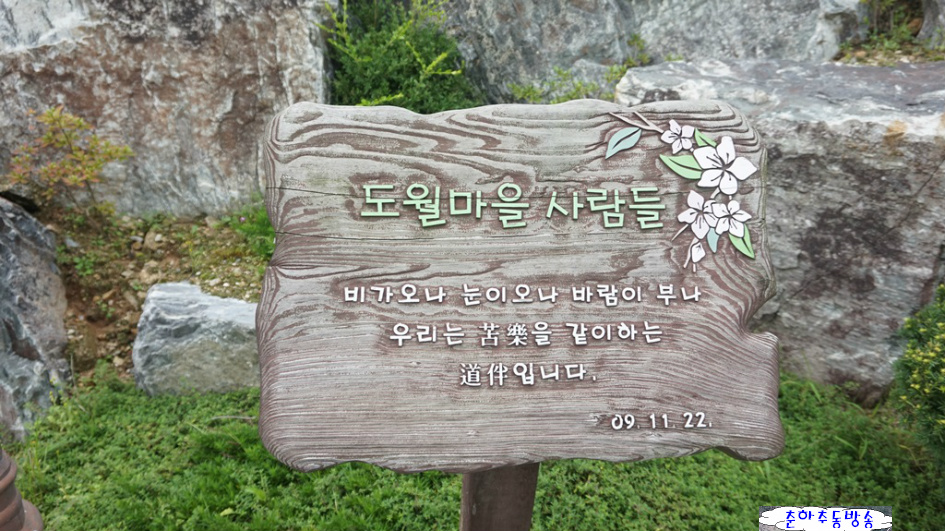 도월마을 사람들
비가오나 눈이오나 바람이 부나
우리는 苦樂을 같이하는
道伴입니다.
09. 11. 22.
춘하추동방송